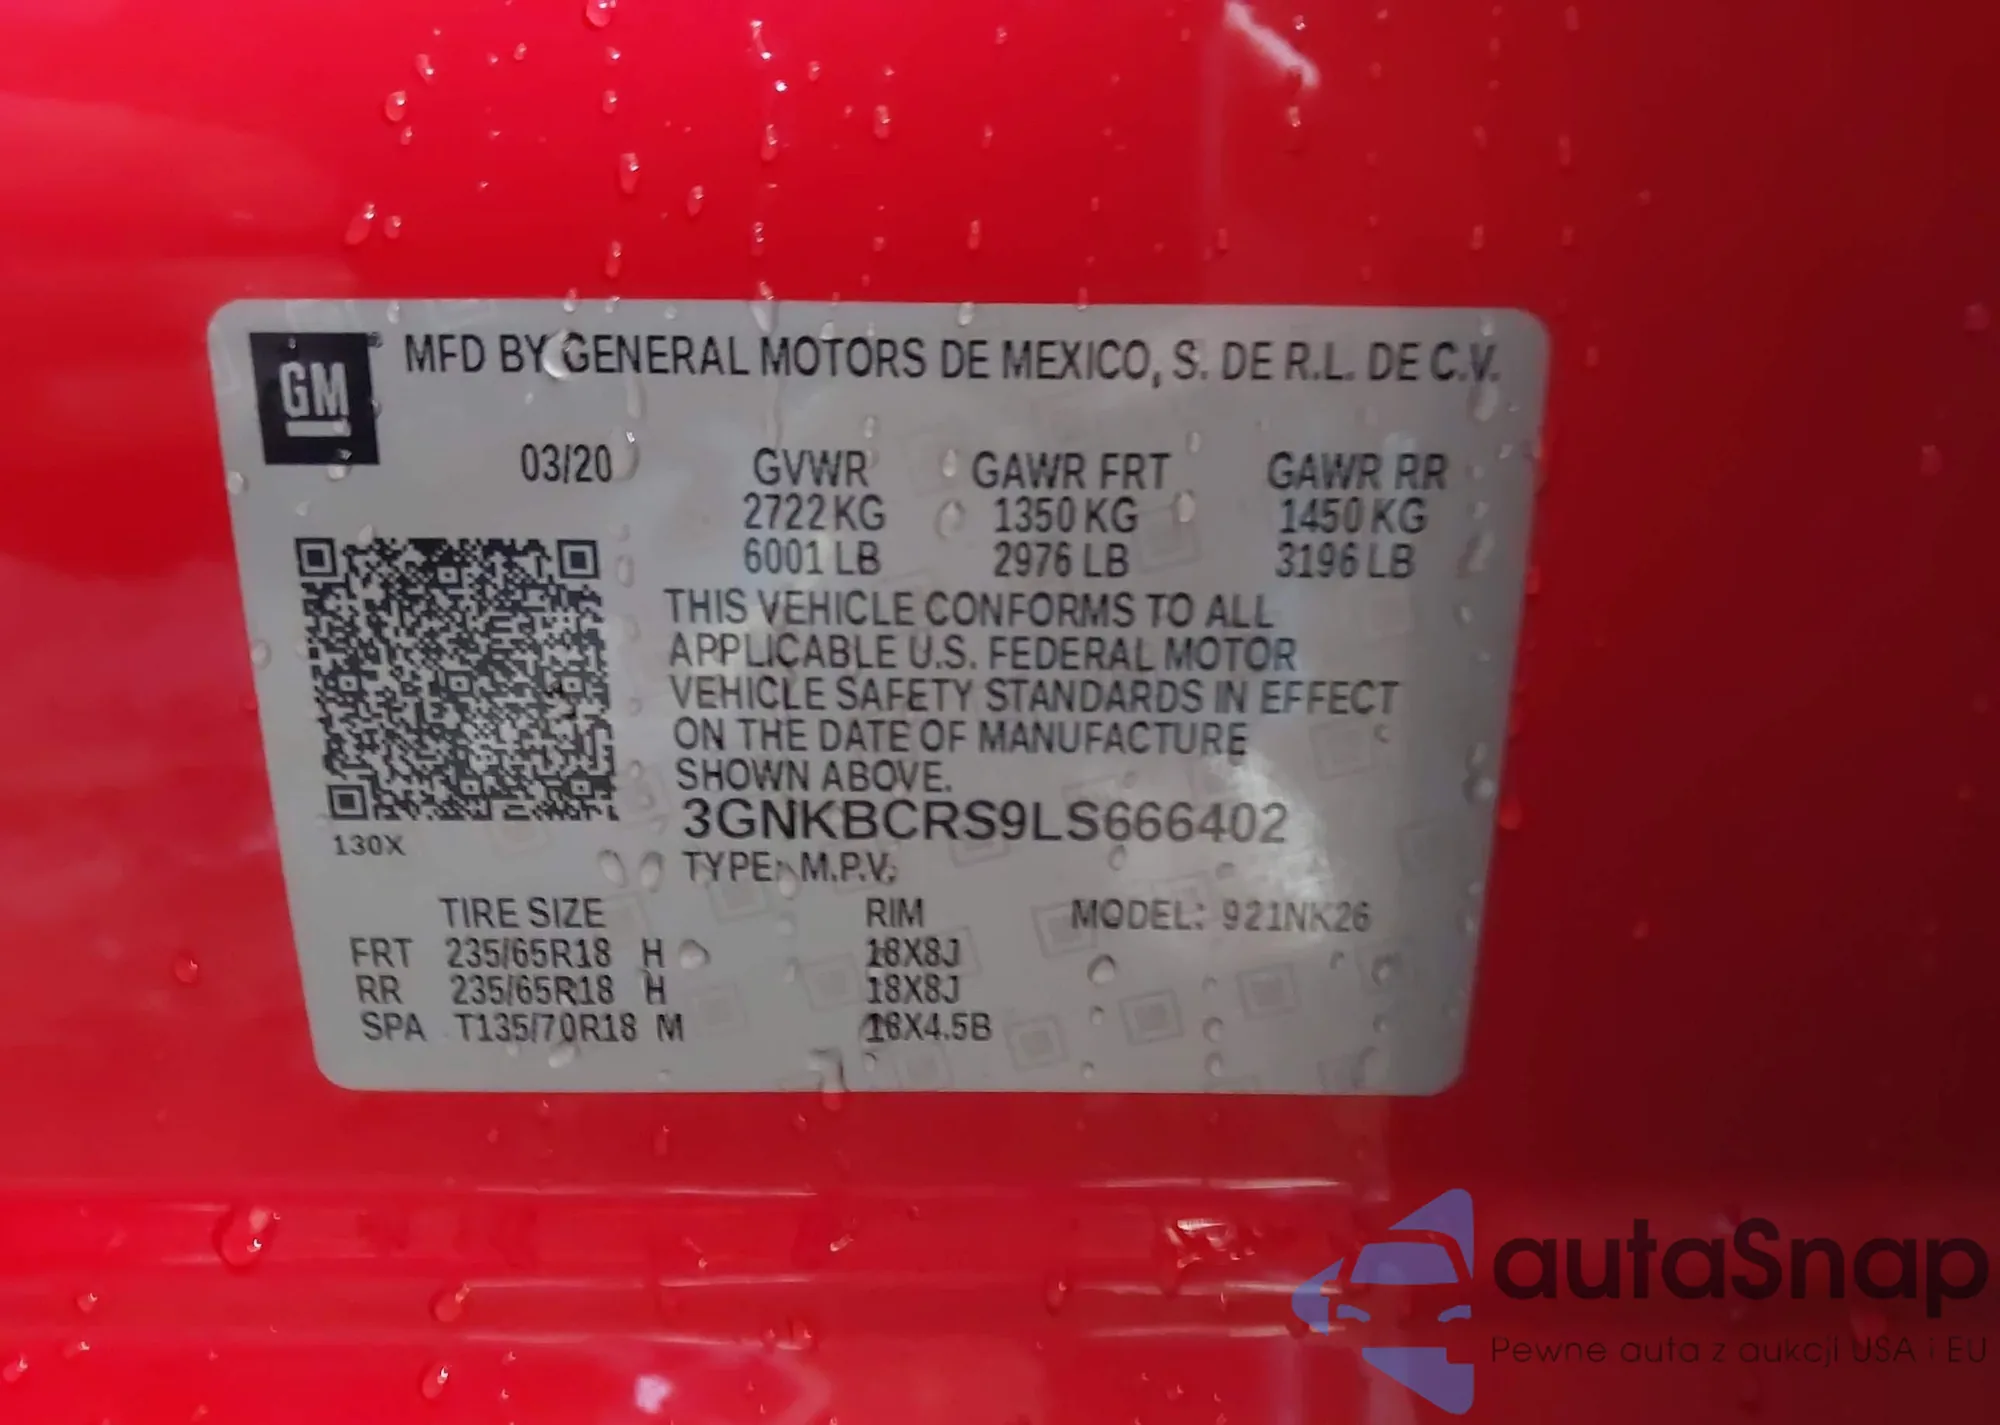 GM
MFD BY GENERAL MOTORS DE MEXICO, S. DE R.L. DE C.V.
03/20
GVWR GAWR FRT GAWR RR
2722 KG 1350 KG 1450 KG
6001 LB 2976 LB 3196 LB
THIS VEHICLE CONFORMS TO ALL
APPLICABLE U.S. FEDERAL MOTOR
VEHICLE SAFETY STANDARDS IN EFFECT
ON THE DATE OF MANUFACTURE
SHOWN ABOVE.
3GNKBCRS9LS666402
130X
TYPE: M.P.V.
TIRE SIZE RIM MODEL: 921NK26
FRT 235/65R18 H 18X8J
RR 235/65R18 H 18X8J
SPA T135/70R18 M 18X4.5B
autaSnap
Pewne auta z aukcji USA i EU